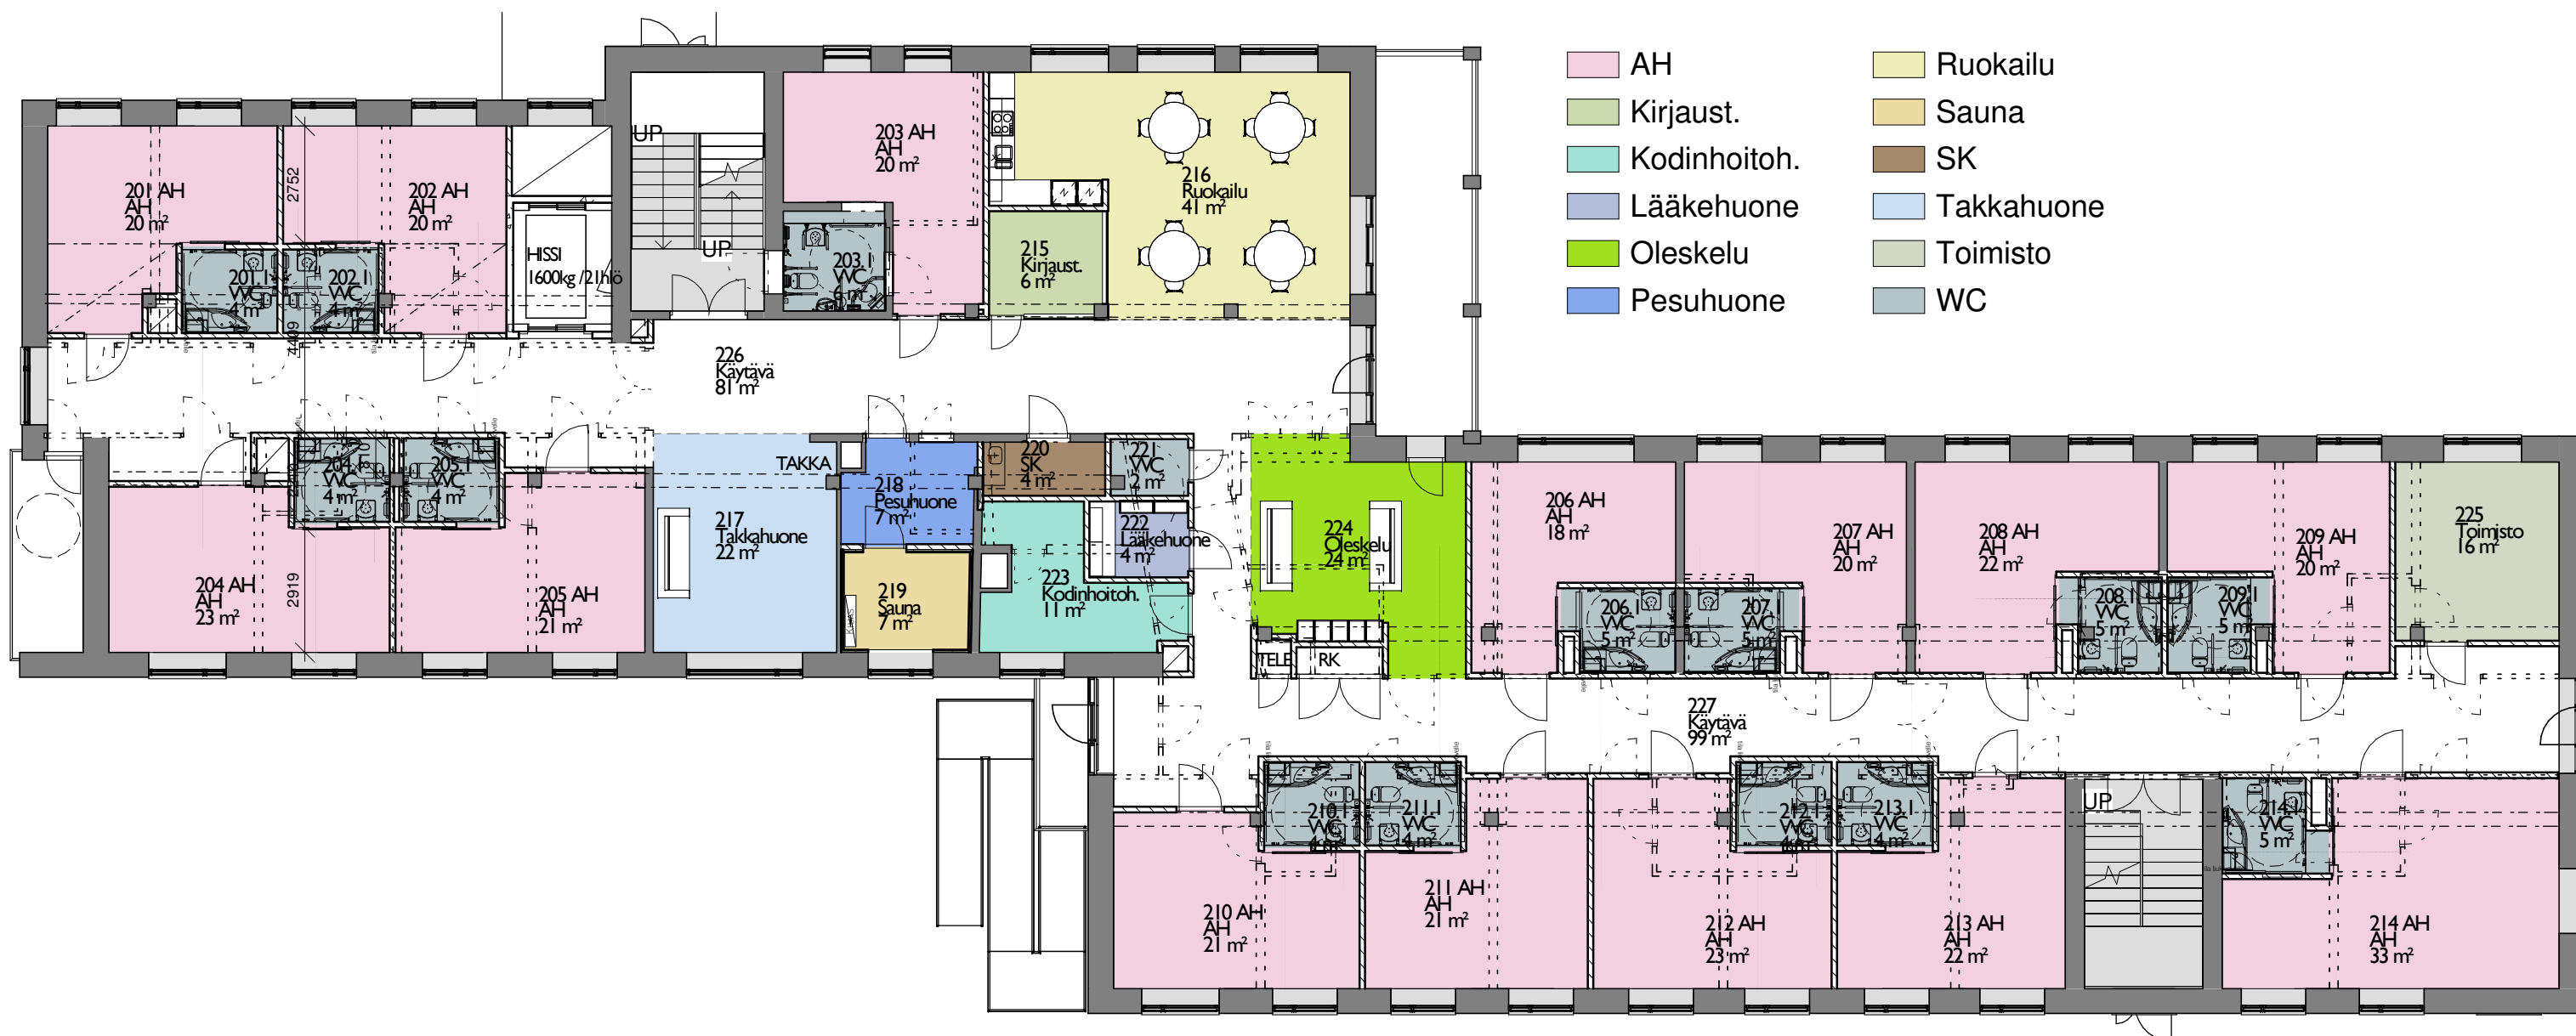 AH
Kirjaust.
Kodinhoitoh.
Lääkehuone
Oleskelu
Pesuhuone
Ruokailu
Sauna
SK
Takkahuone
Toimisto
WC
201 AH
AH
20 m²
2752
202 AH
AH
20 m²
201.1
WC
4 m²
202.1
WC
4 m²
4409
HISSI
1600kg /21hlö
UP
UP
203 AH
AH
20 m²
203.1
WC
6 m²
215
Kirjaust.
6 m²
216
Ruokailu
41 m²
226
Käytävä
81 m²
204.1
WC
4 m²
205.1
WC
4 m²
204 AH
AH
23 m²
2919
205 AH
AH
21 m²
TAKKA
217
Takkahuone
22 m²
218
Pesuhuone
7 m²
219
Sauna
7 m²
KIUAS
220
SK
4 m²
221
WC
2 m²
222
Lääkehuone
4 m²
223
Kodinhoitoh.
11 m²
224
Oleskelu
24 m²
TELE
RK
206 AH
AH
18 m²
206.1
WC
5 m²
207.1
WC
5 m²
207 AH
AH
20 m²
208 AH
AH
22 m²
208.1
WC
5 m²
209.1
WC
5 m²
209 AH
AH
20 m²
225
Toimisto
16 m²
227
Käytävä
99 m²
210.1
WC
4 m²
211.1
WC
4 m²
210 AH
AH
21 m²
211 AH
AH
21 m²
212.1
WC
4 m²
213.1
WC
4 m²
212 AH
AH
23 m²
213 AH
AH
22 m²
UP
214.1
WC
5 m²
214 AH
AH
33 m²